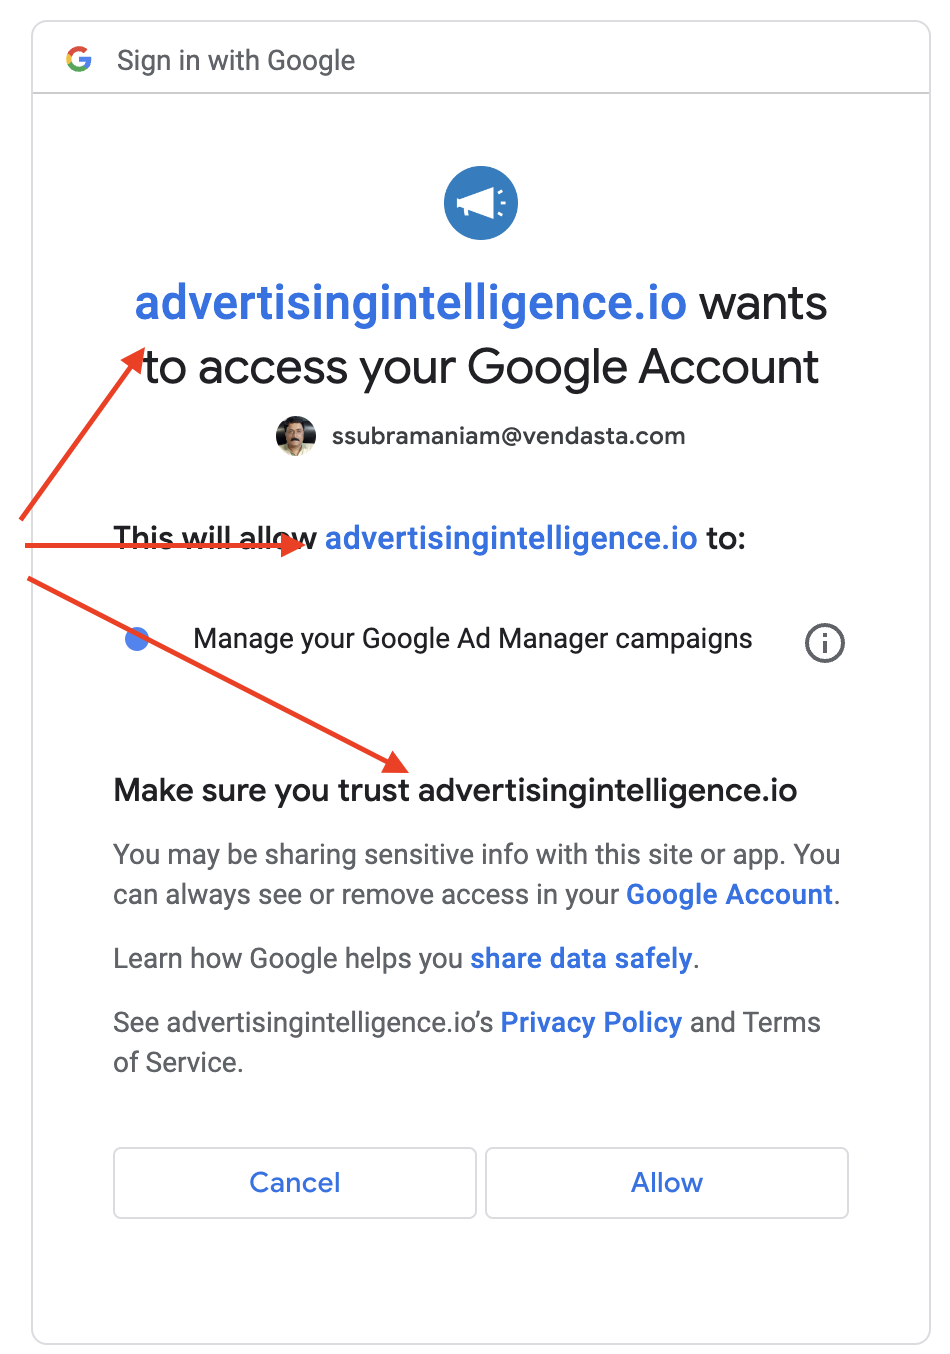 Sign in with Google
advertisingintelligence.io wants
to access your Google Account
ssubramaniam@vendasta.com
This will allow advertisingintelligence.io to:
Manage your Google Ad Manager campaigns
Make sure you trust advertisingintelligence.io
You may be sharing sensitive info with this site or app. You
can always see or remove access in your Google Account.
Learn how Google helps you share data safely.
See advertisingintelligence.io’s Privacy Policy and Terms
of Service.
Cancel
Allow